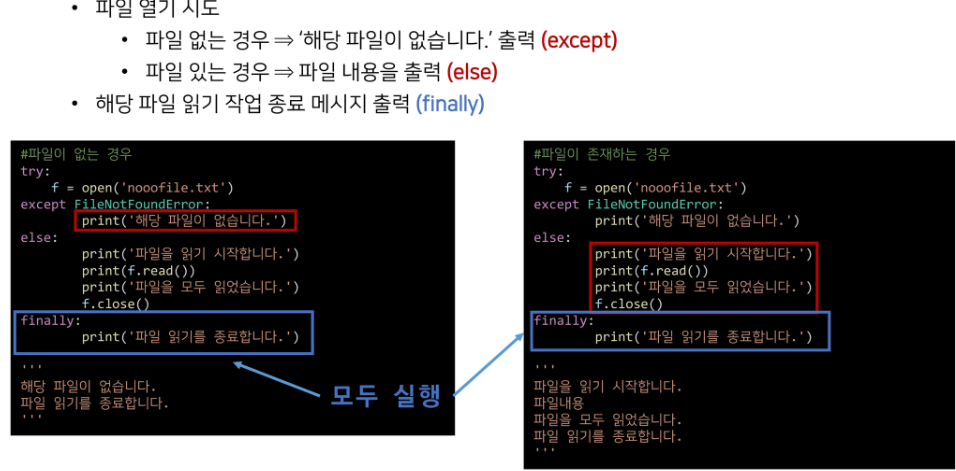 • 파일 열기 시도
• 파일 없는 경우 ⇒ ‘해당 파일이 없습니다.’ 출력 (except)
• 파일 있는 경우 ⇒ 파일 내용을 출력 (else)
• 해당 파일 읽기 작업 종료 메시지 출력 (finally)
#파일이 없는 경우
try:
    f = open('nooofile.txt')
except FileNotFoundError:
        print('해당 파일이 없습니다.')
else:
        print('파일을 읽기 시작합니다.')
        print(f.read())
        print('파일을 모두 읽었습니다.')
        f.close()
finally:
        print('파일 읽기를 종료합니다.')
'''
해당 파일이 없습니다.
파일 읽기를 종료합니다.
'''
모두 실행
#파일이 존재하는 경우
try:
    f = open('nooofile.txt')
except FileNotFoundError:
        print('해당 파일이 없습니다.')
else:
        print('파일을 읽기 시작합니다.')
        print(f.read())
        print('파일을 모두 읽었습니다.')
        f.close()
finally:
        print('파일 읽기를 종료합니다.')
'''
파일을 읽기 시작합니다.
파일내용
파일을 모두 읽었습니다.
파일 읽기를 종료합니다.
'''